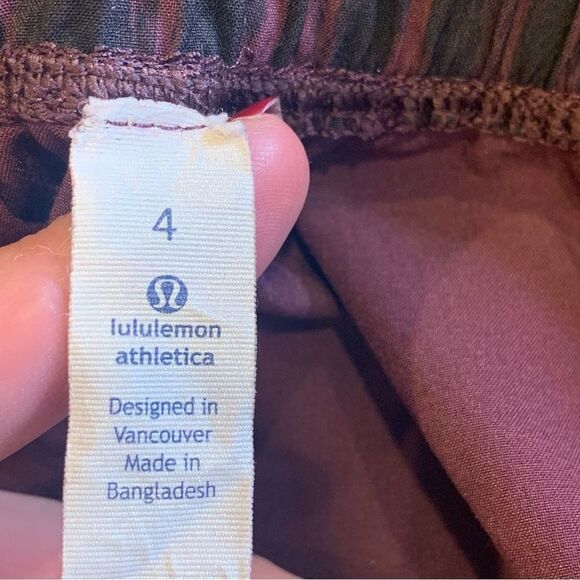 4
lululemon
athletica
Designed in
Vancouver
Made in
Bangladesh